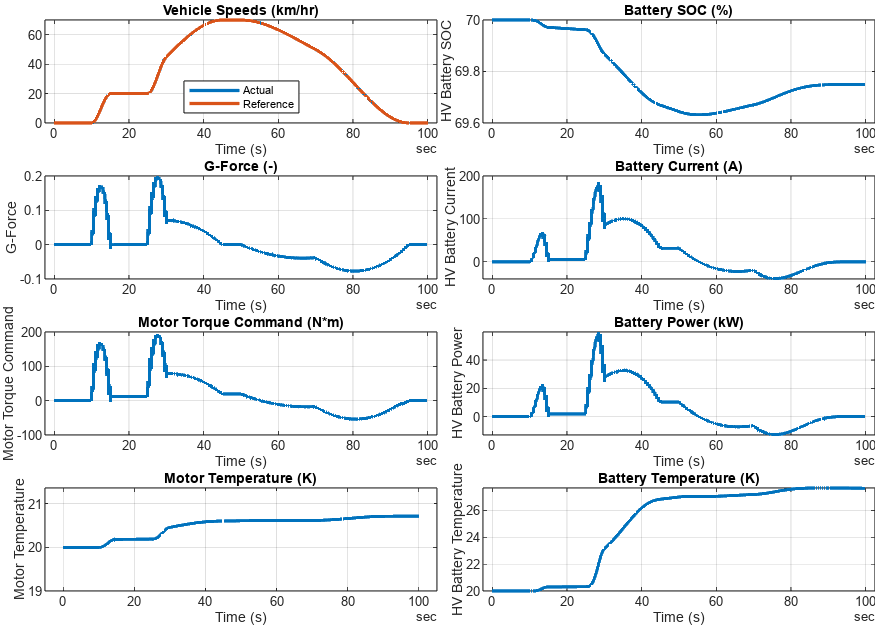 Vehicle Speeds (km/hr)
60
40
20
0
Actual
Reference
0 20 40 60 80 100
Time (s)
sec
Battery SOC (%)
HV Battery SOC
70
69.8
69.6
0 20 40 60 80 100
Time (s)
sec
G-Force (-)
G-Force
0.2
0.1
0
-0.1
0 20 40 60 80 100
Time (s)
sec
Battery Current (A)
HV Battery Current
200
100
0
0 20 40 60 80 100
Time (s)
sec
Motor Torque Command (N*m)
Motor Torque Command
200
100
0
-100
0 20 40 60 80 100
Time (s)
sec
Battery Power (kW)
HV Battery Power
40
20
0
0 20 40 60 80 100
Time (s)
sec
Motor Temperature (K)
Motor Temperature
21
20
19
0 20 40 60 80 100
Time (s)
sec
Battery Temperature (K)
HV Battery Temperature
26
24
22
20
0 20 40 60 80 100
Time (s)
sec